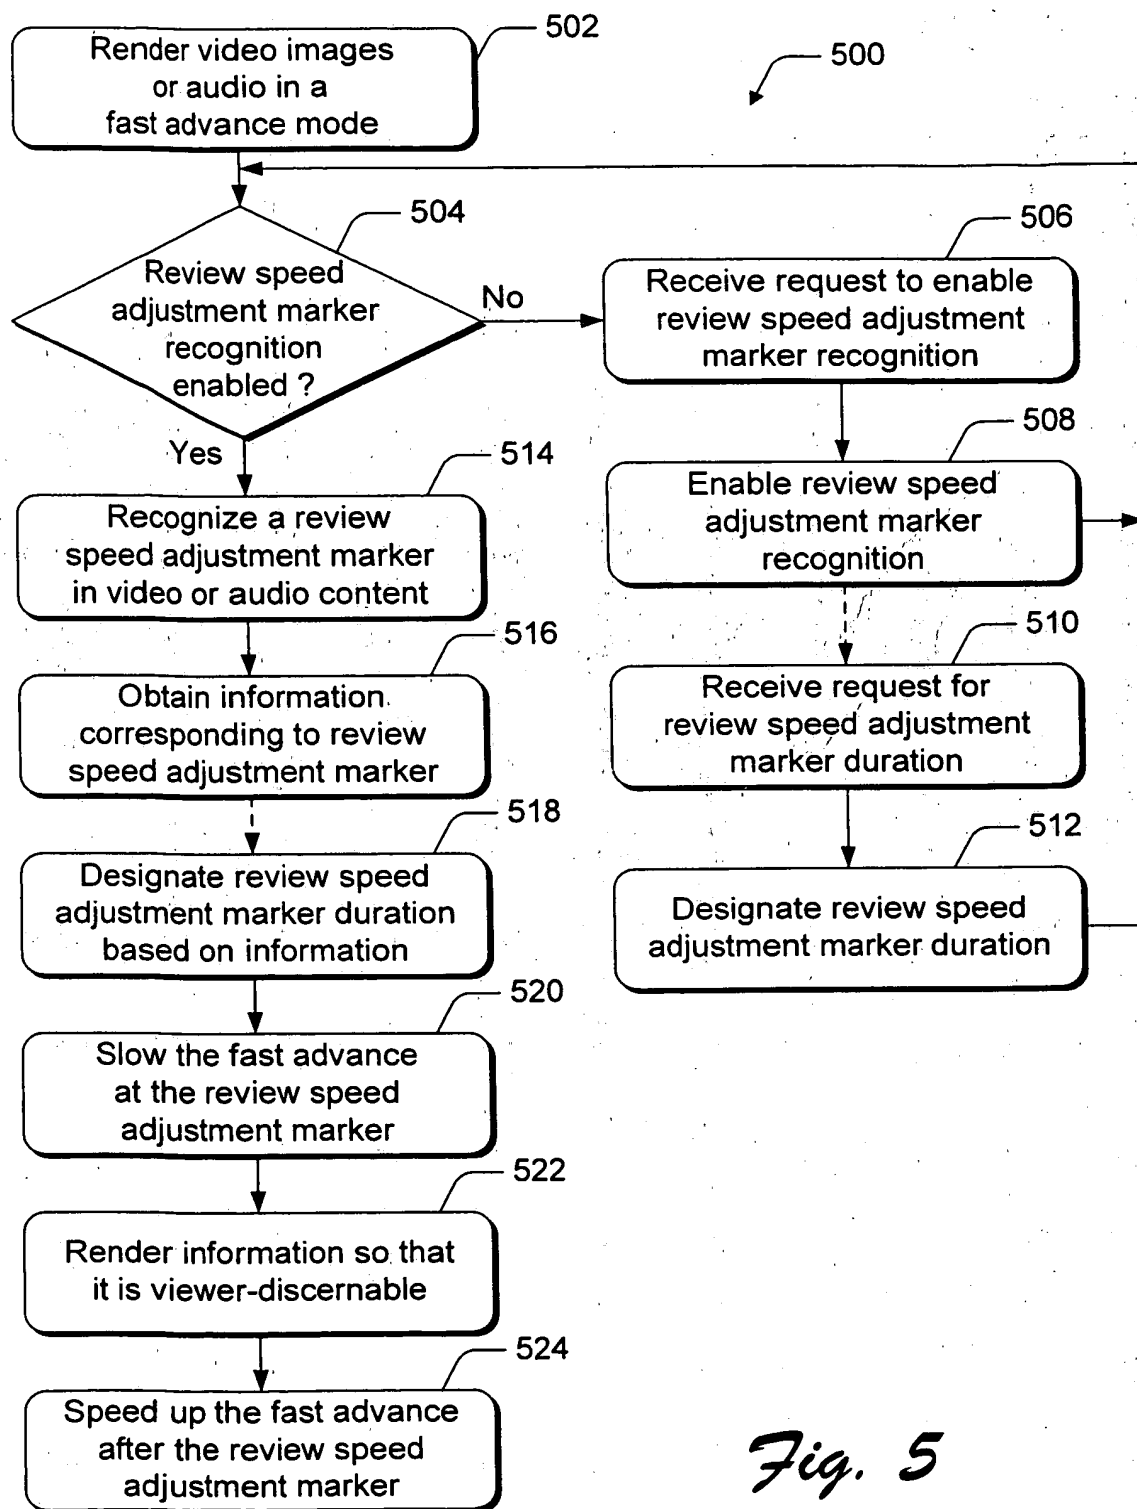 502
Render video images
or audio in a
fast advance mode
500
504
Review speed
adjustment marker
recognition
enabled ?
No
Yes
506
Receive request to enable
review speed adjustment
marker recognition
508
Enable review speed
adjustment marker
recognition
510
Receive request for
review speed adjustment
marker duration
512
Designate review speed
adjustment marker duration
514
Recognize a review
speed adjustment marker
in video or audio content
516
Obtain information
corresponding to review
speed adjustment marker
518
Designate review speed
adjustment marker duration
based on information
520
Slow the fast advance
at the review speed
adjustment marker
522
Render information so that
it is viewer-discernable
524
Speed up the fast advance
after the review speed
adjustment marker
Fig. 5